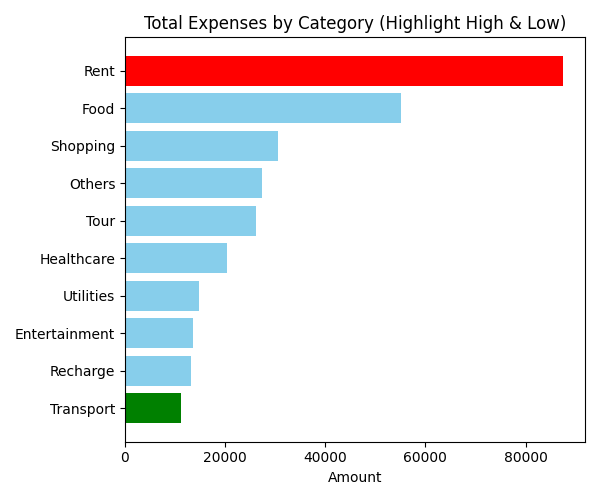 Total Expenses by Category (Highlight High & Low)
Rent
Food
Shopping
Others
Tour
Healthcare
Utilities
Entertainment
Recharge
Transport
0 20000 40000 60000 80000
Amount